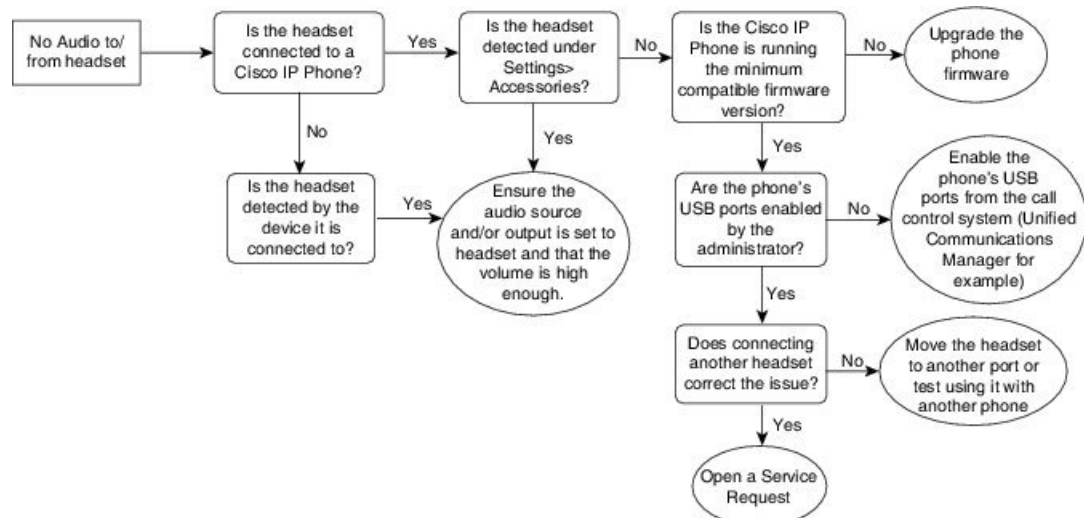 No Audio to/
from headset
Is the headset
connected to a
Cisco IP Phone?
Yes
Is the headset
detected under
Settings>
Accessories?
No
Is the Cisco IP
Phone is running
the minimum
compatible firmware
version?
No
Upgrade the
phone
firmware
No
Yes
Yes
Is the headset
detected by the
device it is
connected to?
Yes
Ensure the
audio source
and/or output is set to
headset and that the
volume is high
enough.
Are the phone's
USB ports enabled
by the
administrator?
No
Enable the
phone's USB
ports from the call
control system (Unified
Communications
Manager for
example)
Yes
Does connecting
another headset
correct the issue?
No
Move the headset
to another port or
test using it with
another phone
Yes
Open a Service
Request